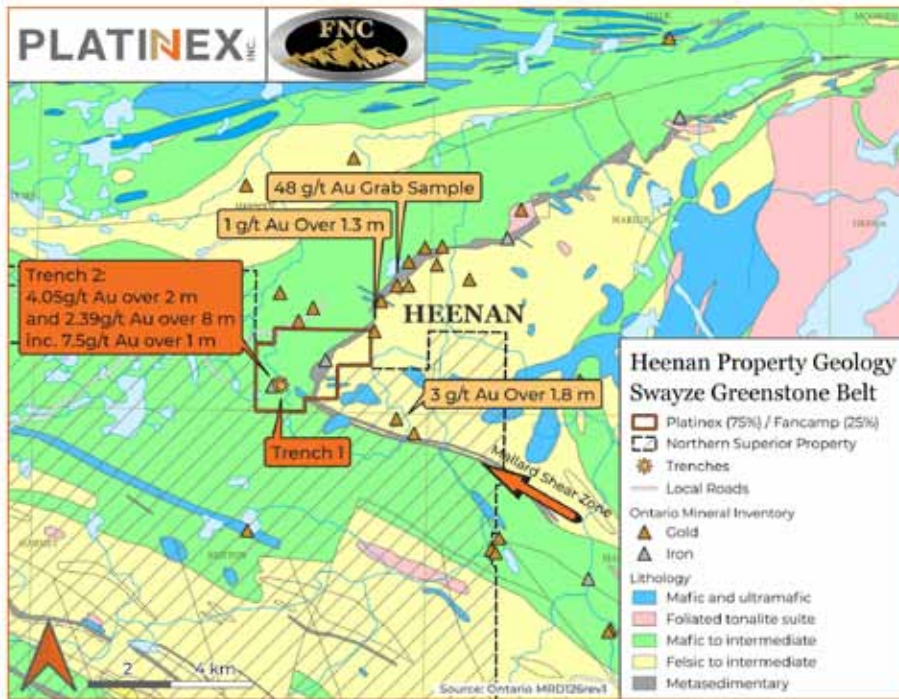 PLATINEX INC.
FNC
48 g/t Au Grab Sample
1 g/t Au Over 1.3 m
Trench 2:
4.05g/t Au over 2 m
and 2.39g/t Au over 8 m
inc. 7.5g/t Au over 1 m
HEENAN
3 g/t Au Over 1.8 m
Trench 1
Mallard Shear Zone
Heenan Property Geology
Swayze Greenstone Belt
Platinex (75%) / Fancamp (25%)
Northern Superior Property
Trenches
Local Roads
Ontario Mineral Inventory
Gold
Iron
Lithology
Mafic and ultramafic
Foliated tonalite suite
Mafic to intermediate
Felsic to intermediate
Metasedimentary
2 4 km
Source: Ontario MRD126rev1